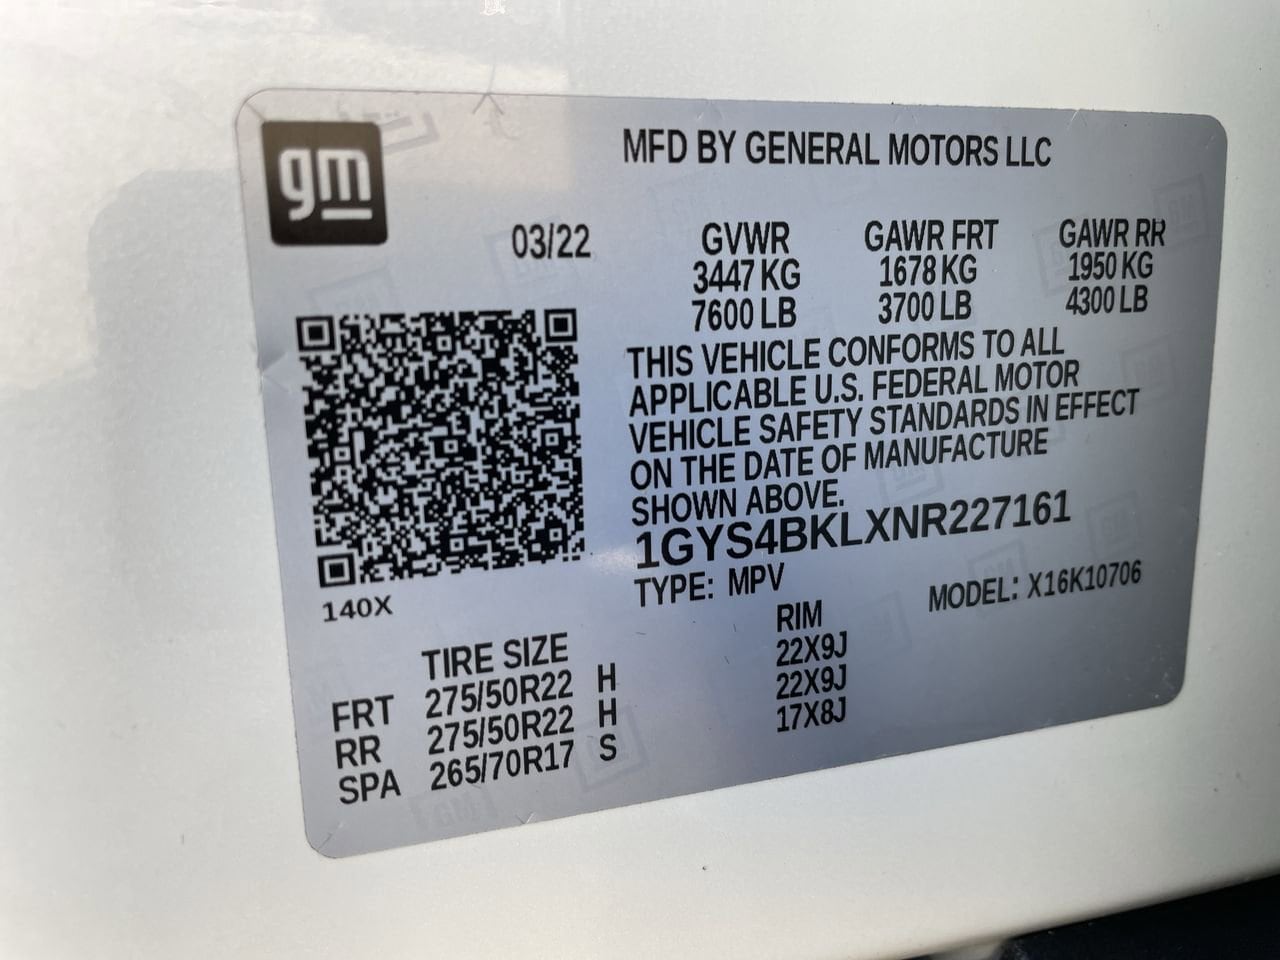 gm
MFD BY GENERAL MOTORS LLC
03/22
GVWR GAWR FRT GAWR RR
3447 KG 1678 KG 1950 KG
7600 LB 3700 LB 4300 LB
THIS VEHICLE CONFORMS TO ALL
APPLICABLE U.S. FEDERAL MOTOR
VEHICLE SAFETY STANDARDS IN EFFECT
ON THE DATE OF MANUFACTURE
SHOWN ABOVE.
1GYS4BKLXNR227161
TYPE: MPV MODEL: X16K10706
140X
TIRE SIZE RIM
FRT 275/50R22 H 22X9J
RR 275/50R22 H 22X9J
SPA 265/70R17 S 17X8J